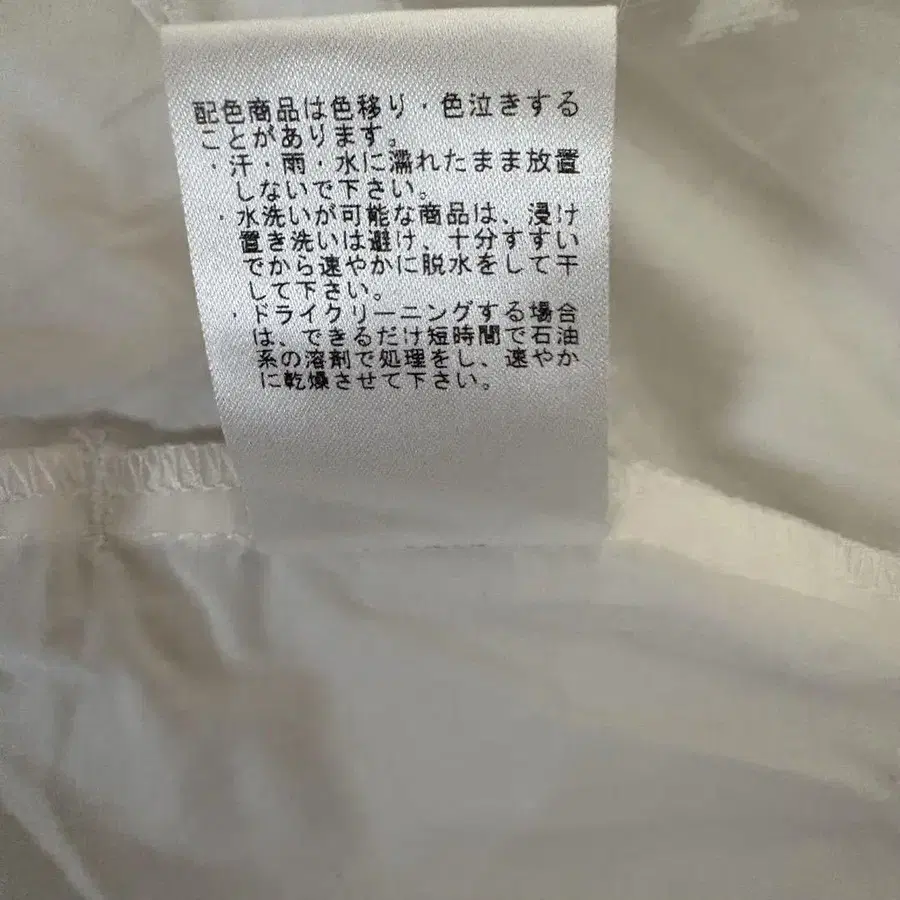 配色商品は色移り・色泣きする
ことがあります。
・汗・雨・水に濡れたまま放置
しないで下さい。
・水洗いが可能な商品は、浸け
置き洗いは避け、十分すすい
でから速やかに脱水をして干
して下さい。
・ドライクリーニングする場合
は、できるだけ短時間で石油
系の溶剤で処理をし、速やか
に乾燥させて下さい。